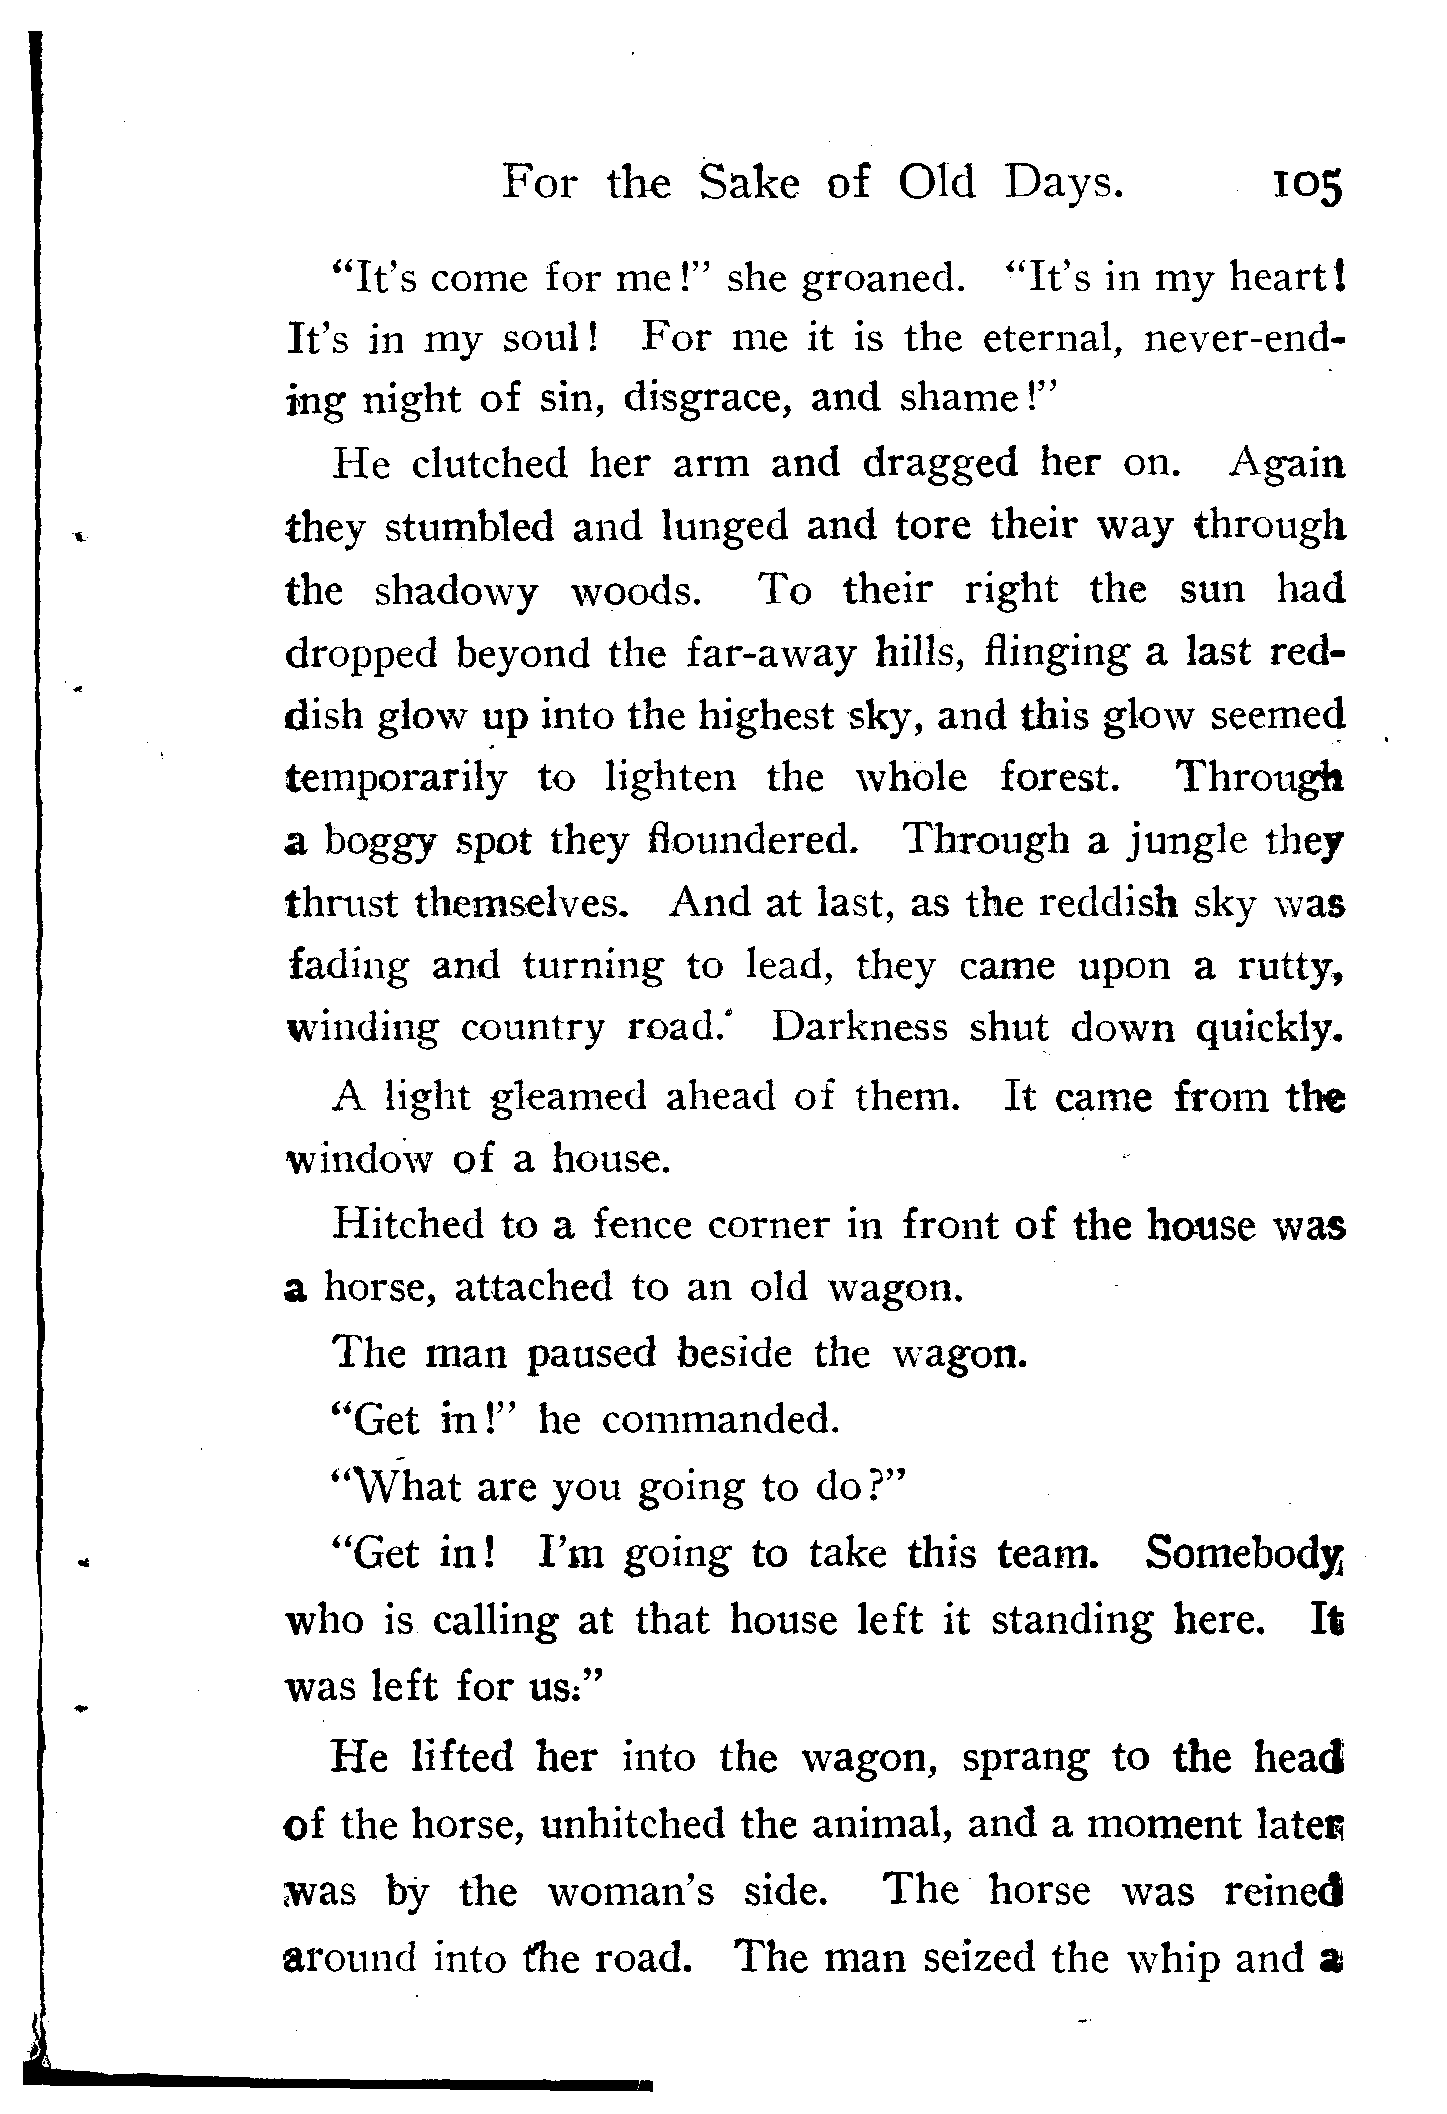 For the Sake of Old Days. 105
“It’s come for me!” she groaned. “It’s in my heart!
It’s in my soul! For me it is the eternal, never-end-
ing night of sin, disgrace, and shame!”
He clutched her arm and dragged her on. Again
they stumbled and lunged and tore their way through
the shadowy woods. To their right the sun had
dropped beyond the far-away hills, flinging a last red-
dish glow up into the highest sky, and this glow seemed
temporarily to lighten the whole forest. Through
a boggy spot they floundered. Through a jungle they
thrust themselves. And at last, as the reddish sky was
fading and turning to lead, they came upon a rutty,
winding country road. Darkness shut down quickly.
A light gleamed ahead of them. It came from the
window of a house.
Hitched to a fence corner in front of the house was
a horse, attached to an old wagon.
The man paused beside the wagon.
“Get in!” he commanded.
“What are you going to do?”
“Get in! I’m going to take this team. Somebody
who is calling at that house left it standing here. It
was left for us.”
He lifted her into the wagon, sprang to the head
of the horse, unhitched the animal, and a moment later
was by the woman’s side. The horse was reined
around into the road. The man seized the whip and a